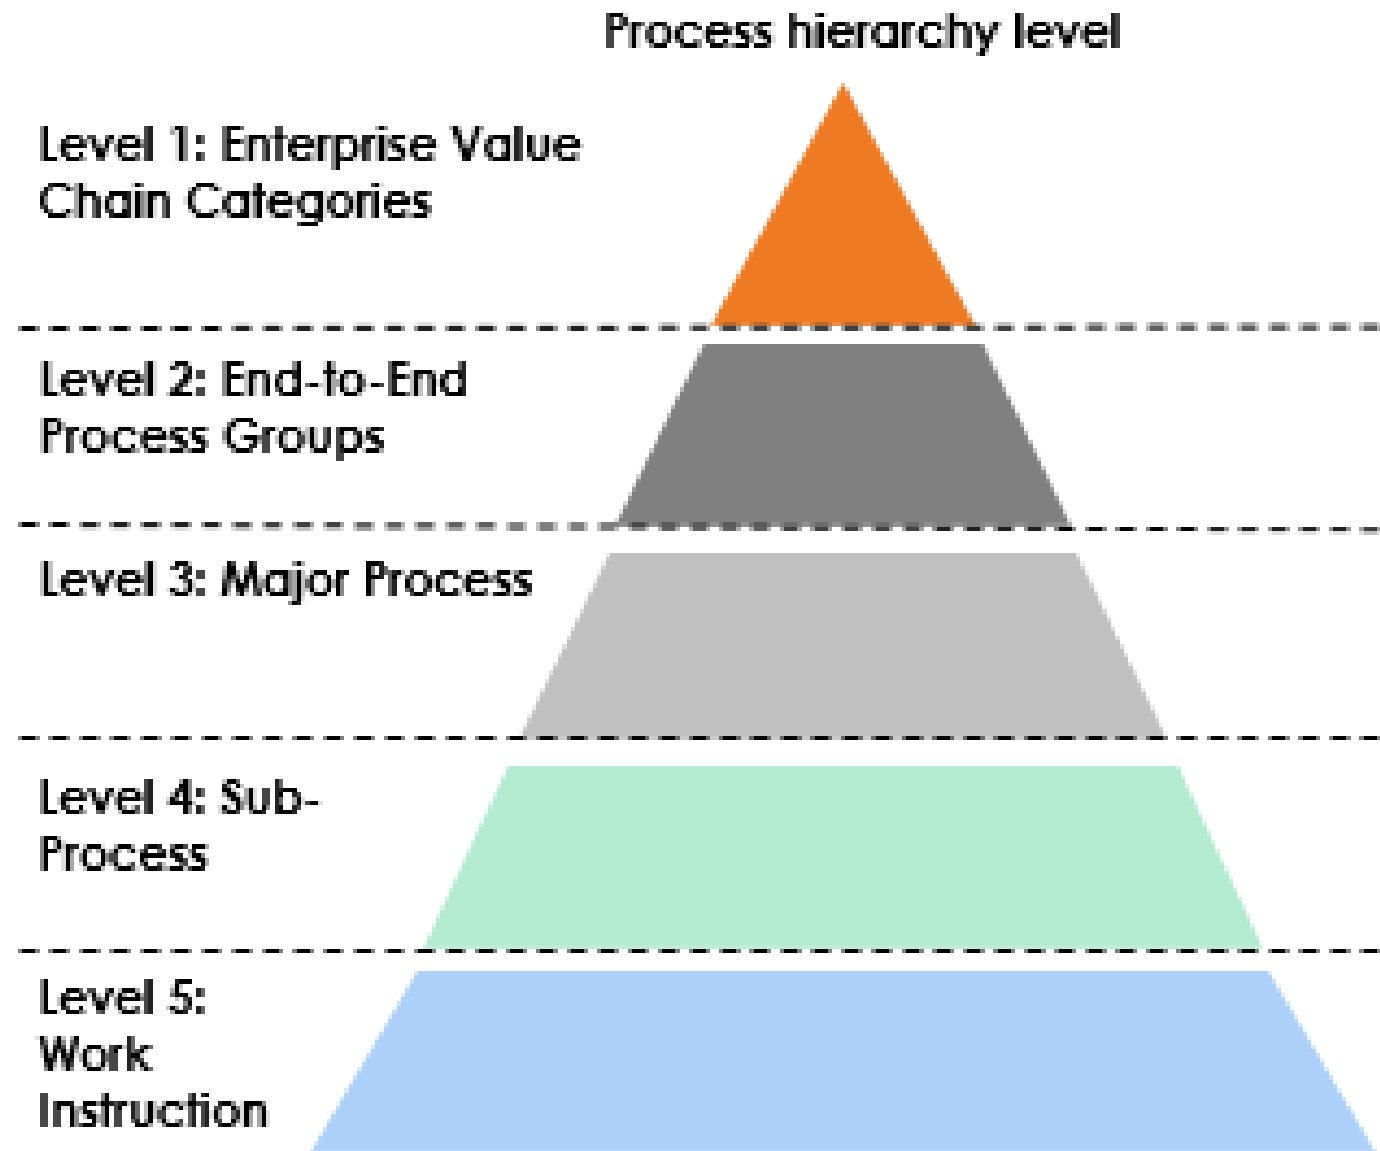 Process hierarchy level
Level 1: Enterprise Value
Chain Categories
Level 2: End-to-End
Process Groups
Level 3: Major Process
Level 4: Sub-
Process
Level 5:
Work
Instruction